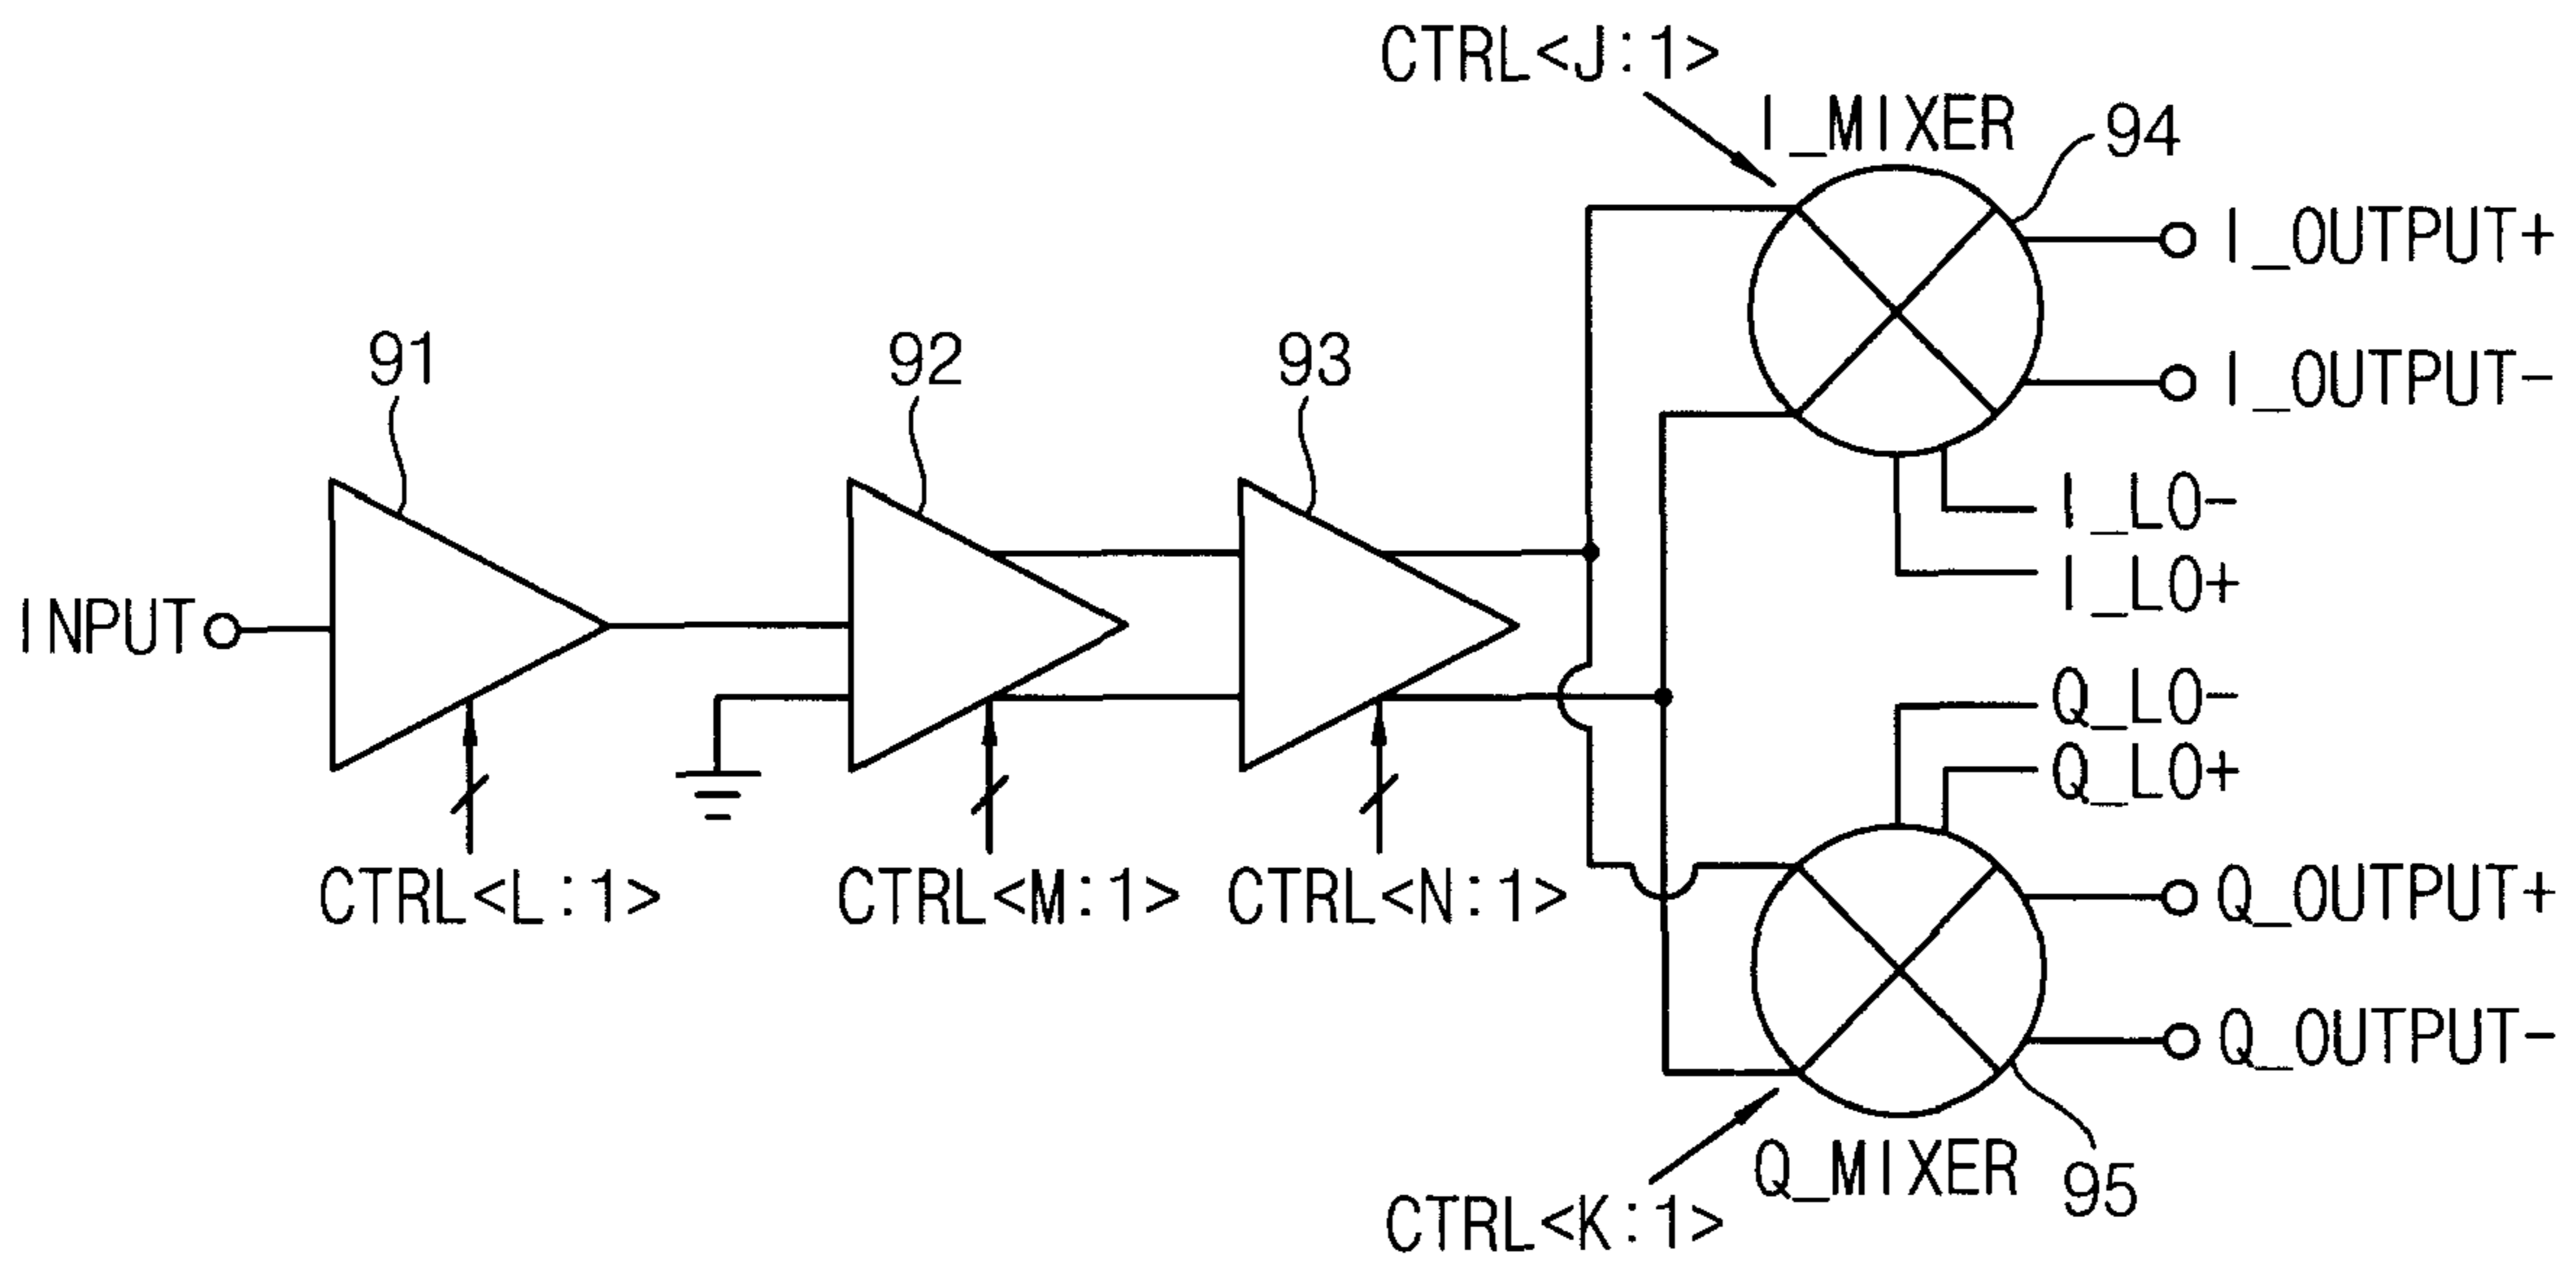 CTRL<J:1>
I_MIXER
94
I_OUTPUT+
I_OUTPUT-
91
92
93
I_LO-
I_LO+
INPUT
Q_LO-
Q_LO+
CTRL<L:1>
CTRL<M:1>
CTRL<N:1>
Q_OUTPUT+
Q_OUTPUT-
Q_MIXER
95
CTRL<K:1>